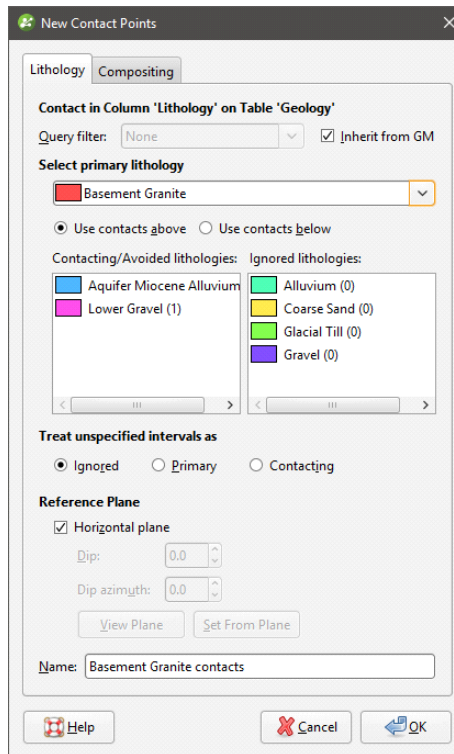 New Contact Points
Lithology Compositing
Contact in Column 'Lithology' on Table 'Geology'
Query filter: None Inherit from GM
Select primary lithology
Basement Granite
Use contacts above Use contacts below
Contacting/Avoided lithologies: Ignored lithologies:
Aquifer Miocene Alluvium Alluvium (0)
Lower Gravel (1) Coarse Sand (0)
Glacial Till (0)
Gravel (0)
Treat unspecified intervals as
Ignored Primary Contacting
Reference Plane
Horizontal plane
Dip: 0.0
Dip azimuth: 0.0
View Plane Set From Plane
Name: Basement Granite contacts
Help Cancel OK